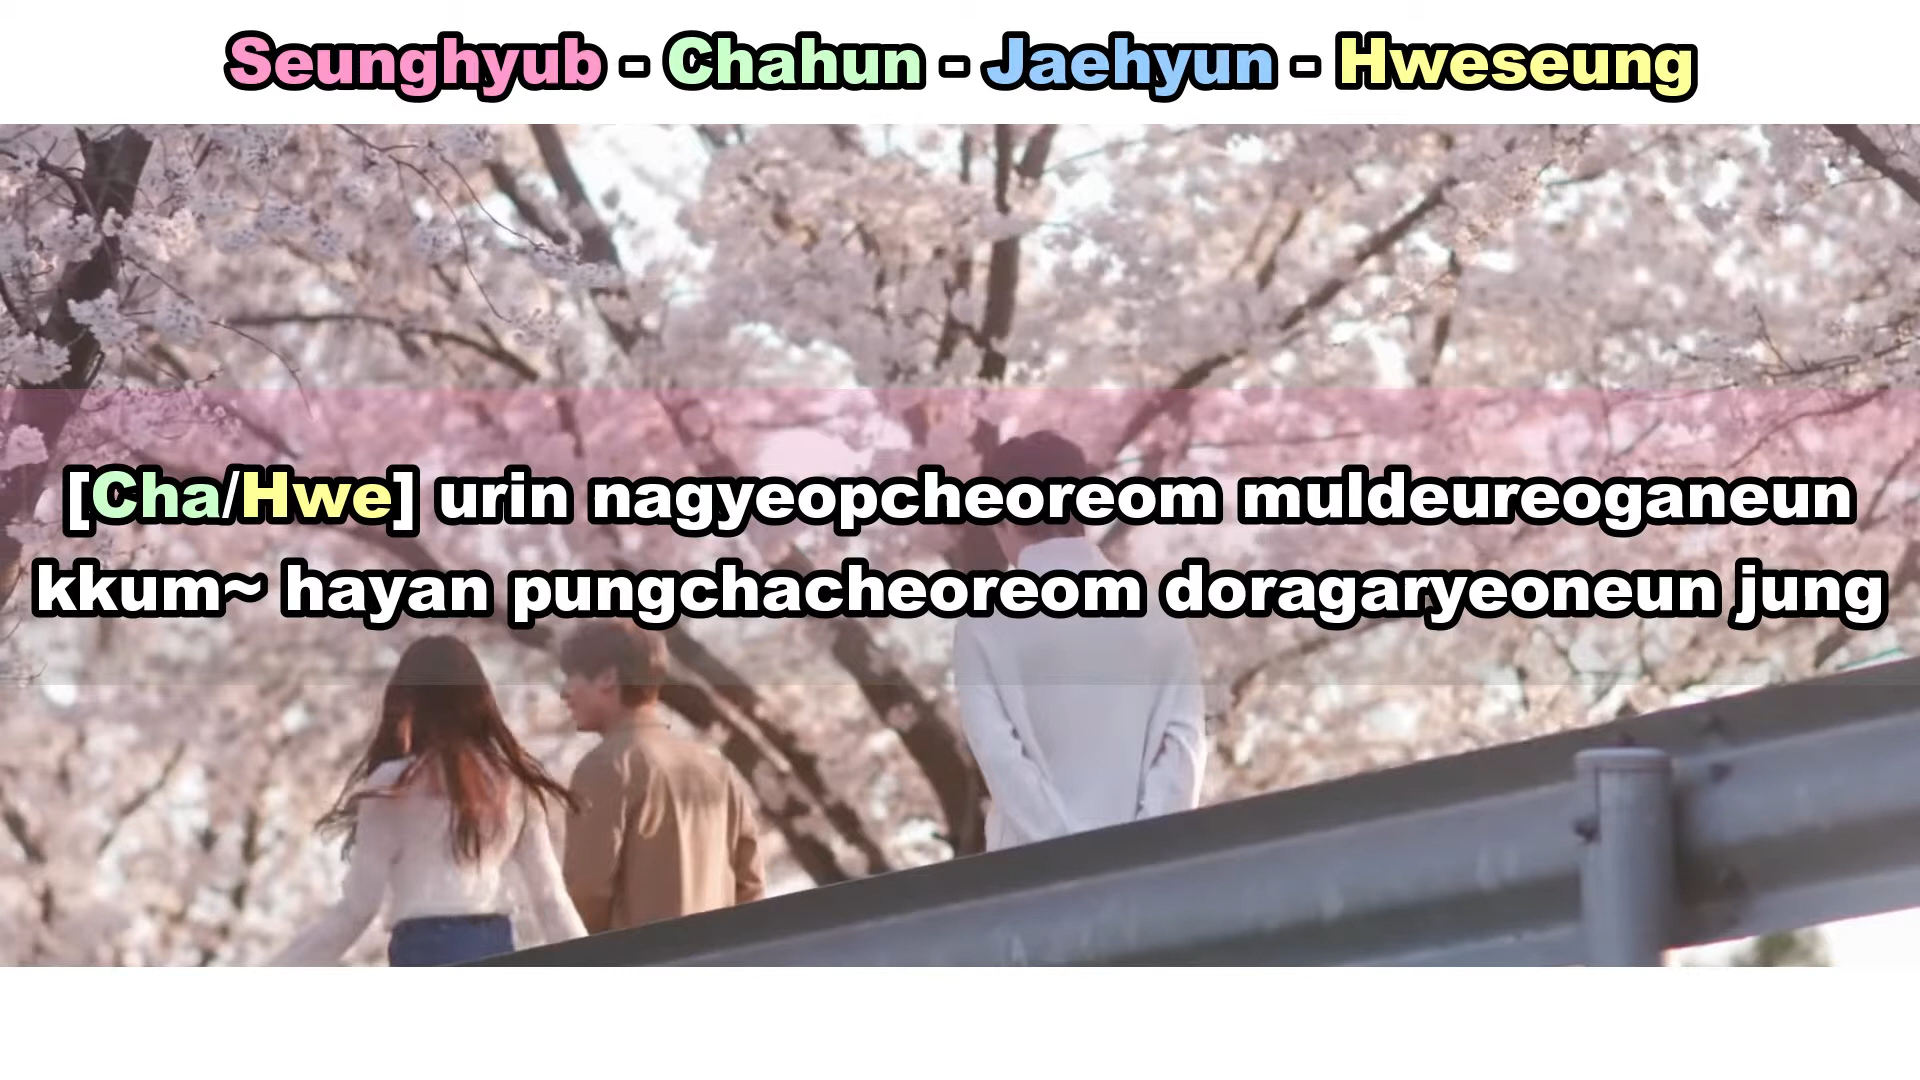 Seunghyub - Chahun - Jaehyun - Hweseung
[Cha/Hwe] urin nagyeopcheoreom muldeureoganeun
kkum~ hayan pungchacheoreom doragaryeoneun jung